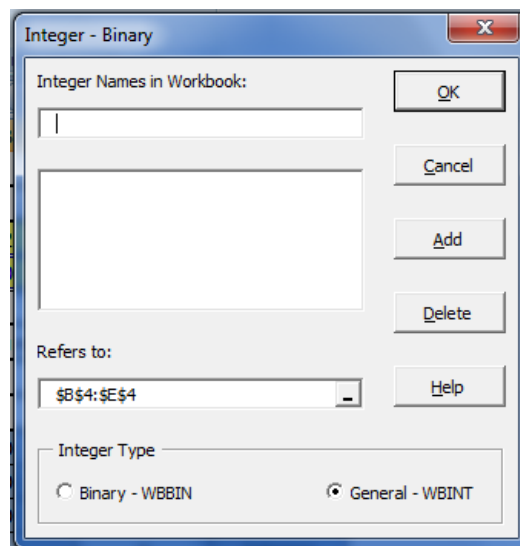 Integer - Binary
Integer Names in Workbook:
OK
Cancel
Add
Delete
Refers to:
$B$4:$E$4
Help
Integer Type
Binary - WBBIN
General - WBINT